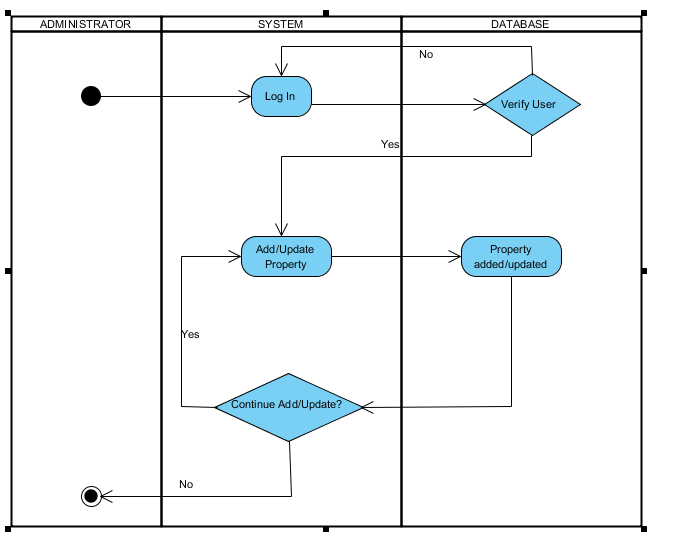 ADMINISTRATOR
SYSTEM
DATABASE
No
Log In
Verify User
Yes
Add/Update
Property
Property
added/updated
Yes
Continue Add/Update?
No